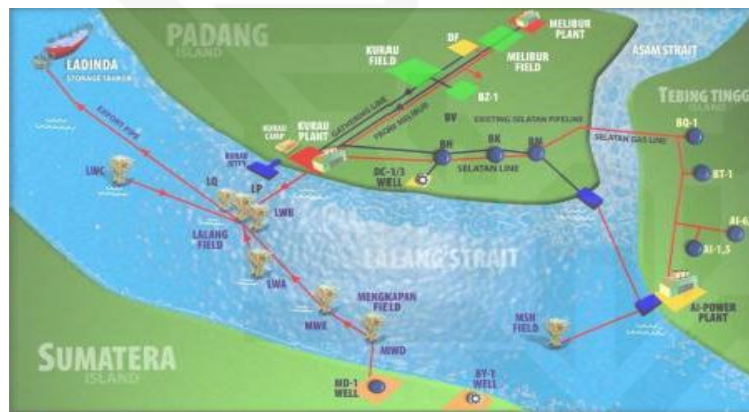 PADANG
ISLAND
LADINDA
STORAGE TANKER
EXPORT PIPE
MELIBUR
PLANT
DF
KURAU
FIELD
MELIBUR
FIELD
BZ-1
ASAM STRAIT
TEBING TINGGI
ISLAND
GATHERING LINE
FROM MELIBUR
BV
EXISTING SELATAN PIPELINE
KURAU
CAMP
KURAU
PLANT
KURAU
JETTY
BH
BK
BM
SELATAN LINE
SELATAN GAS LINE
BQ-1
BT-1
DC-1/3
WELL
LWC
LQ
LP
LWB
LALANG
FIELD
LALANG STRAIT
AI-6
AI-1,5
AI-POWER
PLANT
LWA
MWE
MENGKAPAN
FIELD
MWD
MSH
FIELD
SUMATERA
ISLAND
MD-1
WELL
BY-1
WELL